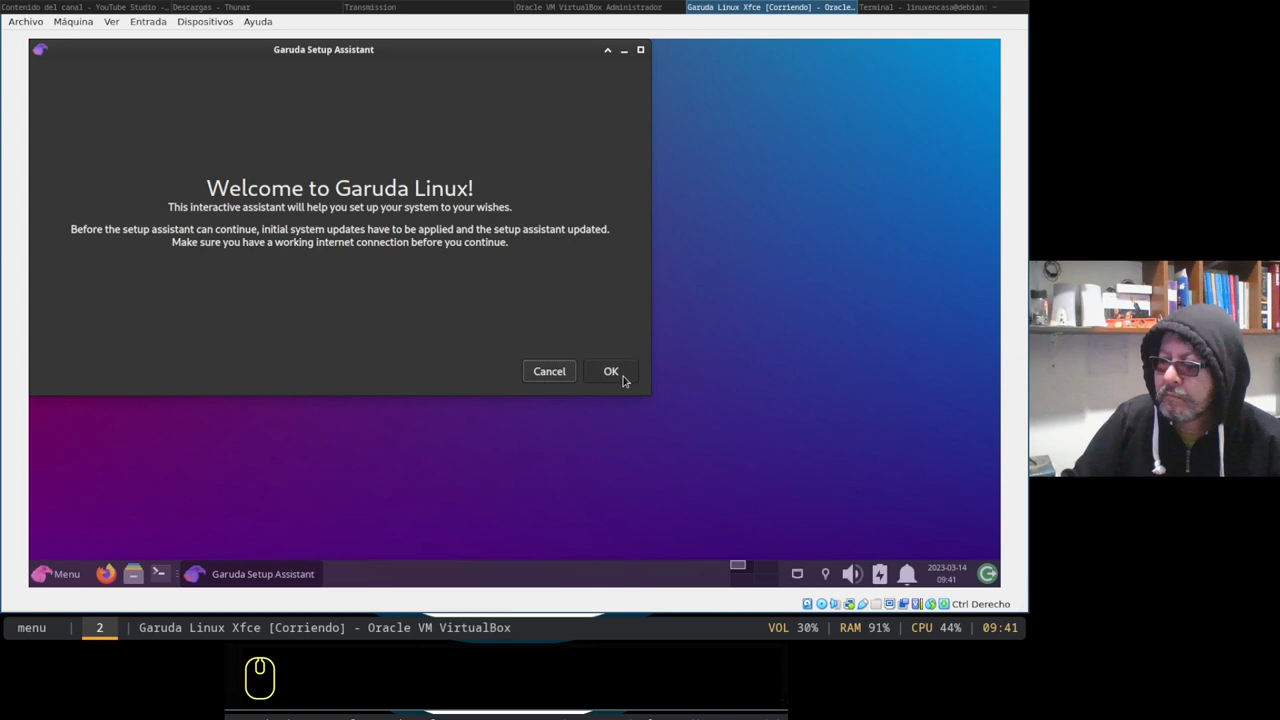 Contenido del canal - YouTube Studio -... Descargas - Thunar Transmission Oracle VM VirtualBox Administrador Garuda Linux Xfce [Corriendo] - Oracle... Terminal - linuxencasa@debian: ~
Archivo Máquina Ver Entrada Dispositivos Ayuda
Garuda Setup Assistant
Welcome to Garuda Linux!
This interactive assistant will help you set up your system to your wishes.
Before the setup assistant can continue, initial system updates have to be applied and the setup assistant updated.
Make sure you have a working internet connection before you continue.
Cancel OK
Menu Garuda Setup Assistant 2023-03-14
09:41
Ctrl Derecho
menu | 2 | Garuda Linux Xfce [Corriendo] - Oracle VM VirtualBox VOL 30% | RAM 91% | CPU 44% | 09:41